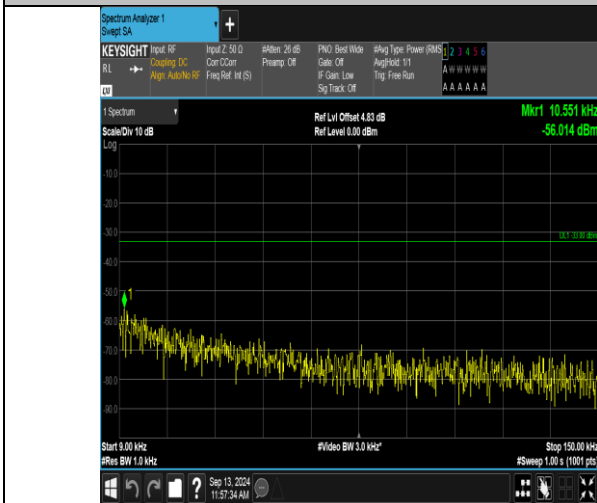 Spectrum Analyzer 1
Swept SA
+
KEYSIGHT Input: RF Input Z: 50 Ω #Atten: 26 dB PNO: Best Wide #Avg Type: Power (RMS 1 2 3 4 5 6
RL Coupling: DC Corr CCorr Preamp: Off Gate: Off Avg|Hold: 1/1 A W W W W W
Align: Auto/No RF Freq Ref: Int (S) IF Gain: Low Trig: Free Run
Sig Track: Off A A A A A A
1 Spectrum Ref Lvl Offset 4.83 dB Mkr1 10.551 kHz
Scale/Div 10 dB Ref Level 0.00 dBm -56.014 dBm
Log
-10.0
-20.0
-30.0
DL1 -33.00 dBm
-40.0
-50.0
1
-60.0
-70.0
-80.0
-90.0
Start 9.00 kHz #Video BW 3.0 kHz* Stop 150.00 kHz
#Res BW 1.0 kHz #Sweep 1.00 s (1001 pts)
? Sep 13, 2024
11:57:34 AM